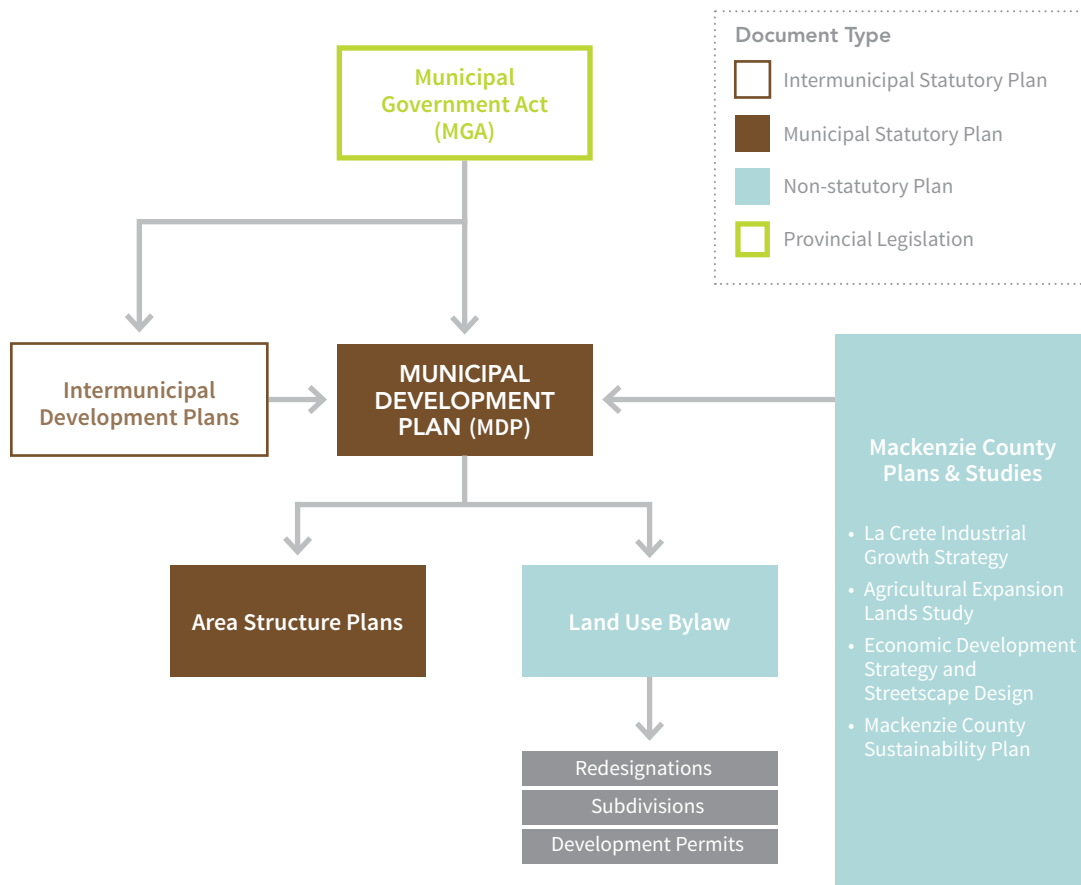 Document Type
Intermunicipal Statutory Plan
Municipal Statutory Plan
Non-statutory Plan
Provincial Legislation
Municipal
Government Act
(MGA)
Intermunicipal
Development Plans
MUNICIPAL
DEVELOPMENT
PLAN (MDP)
Mackenzie County
Plans & Studies
• La Crete Industrial
Growth Strategy
• Agricultural Expansion
Lands Study
• Economic Development
Strategy and
Streetscape Design
• Mackenzie County
Sustainability Plan
Area Structure Plans
Land Use Bylaw
Redesignations
Subdivisions
Development Permits